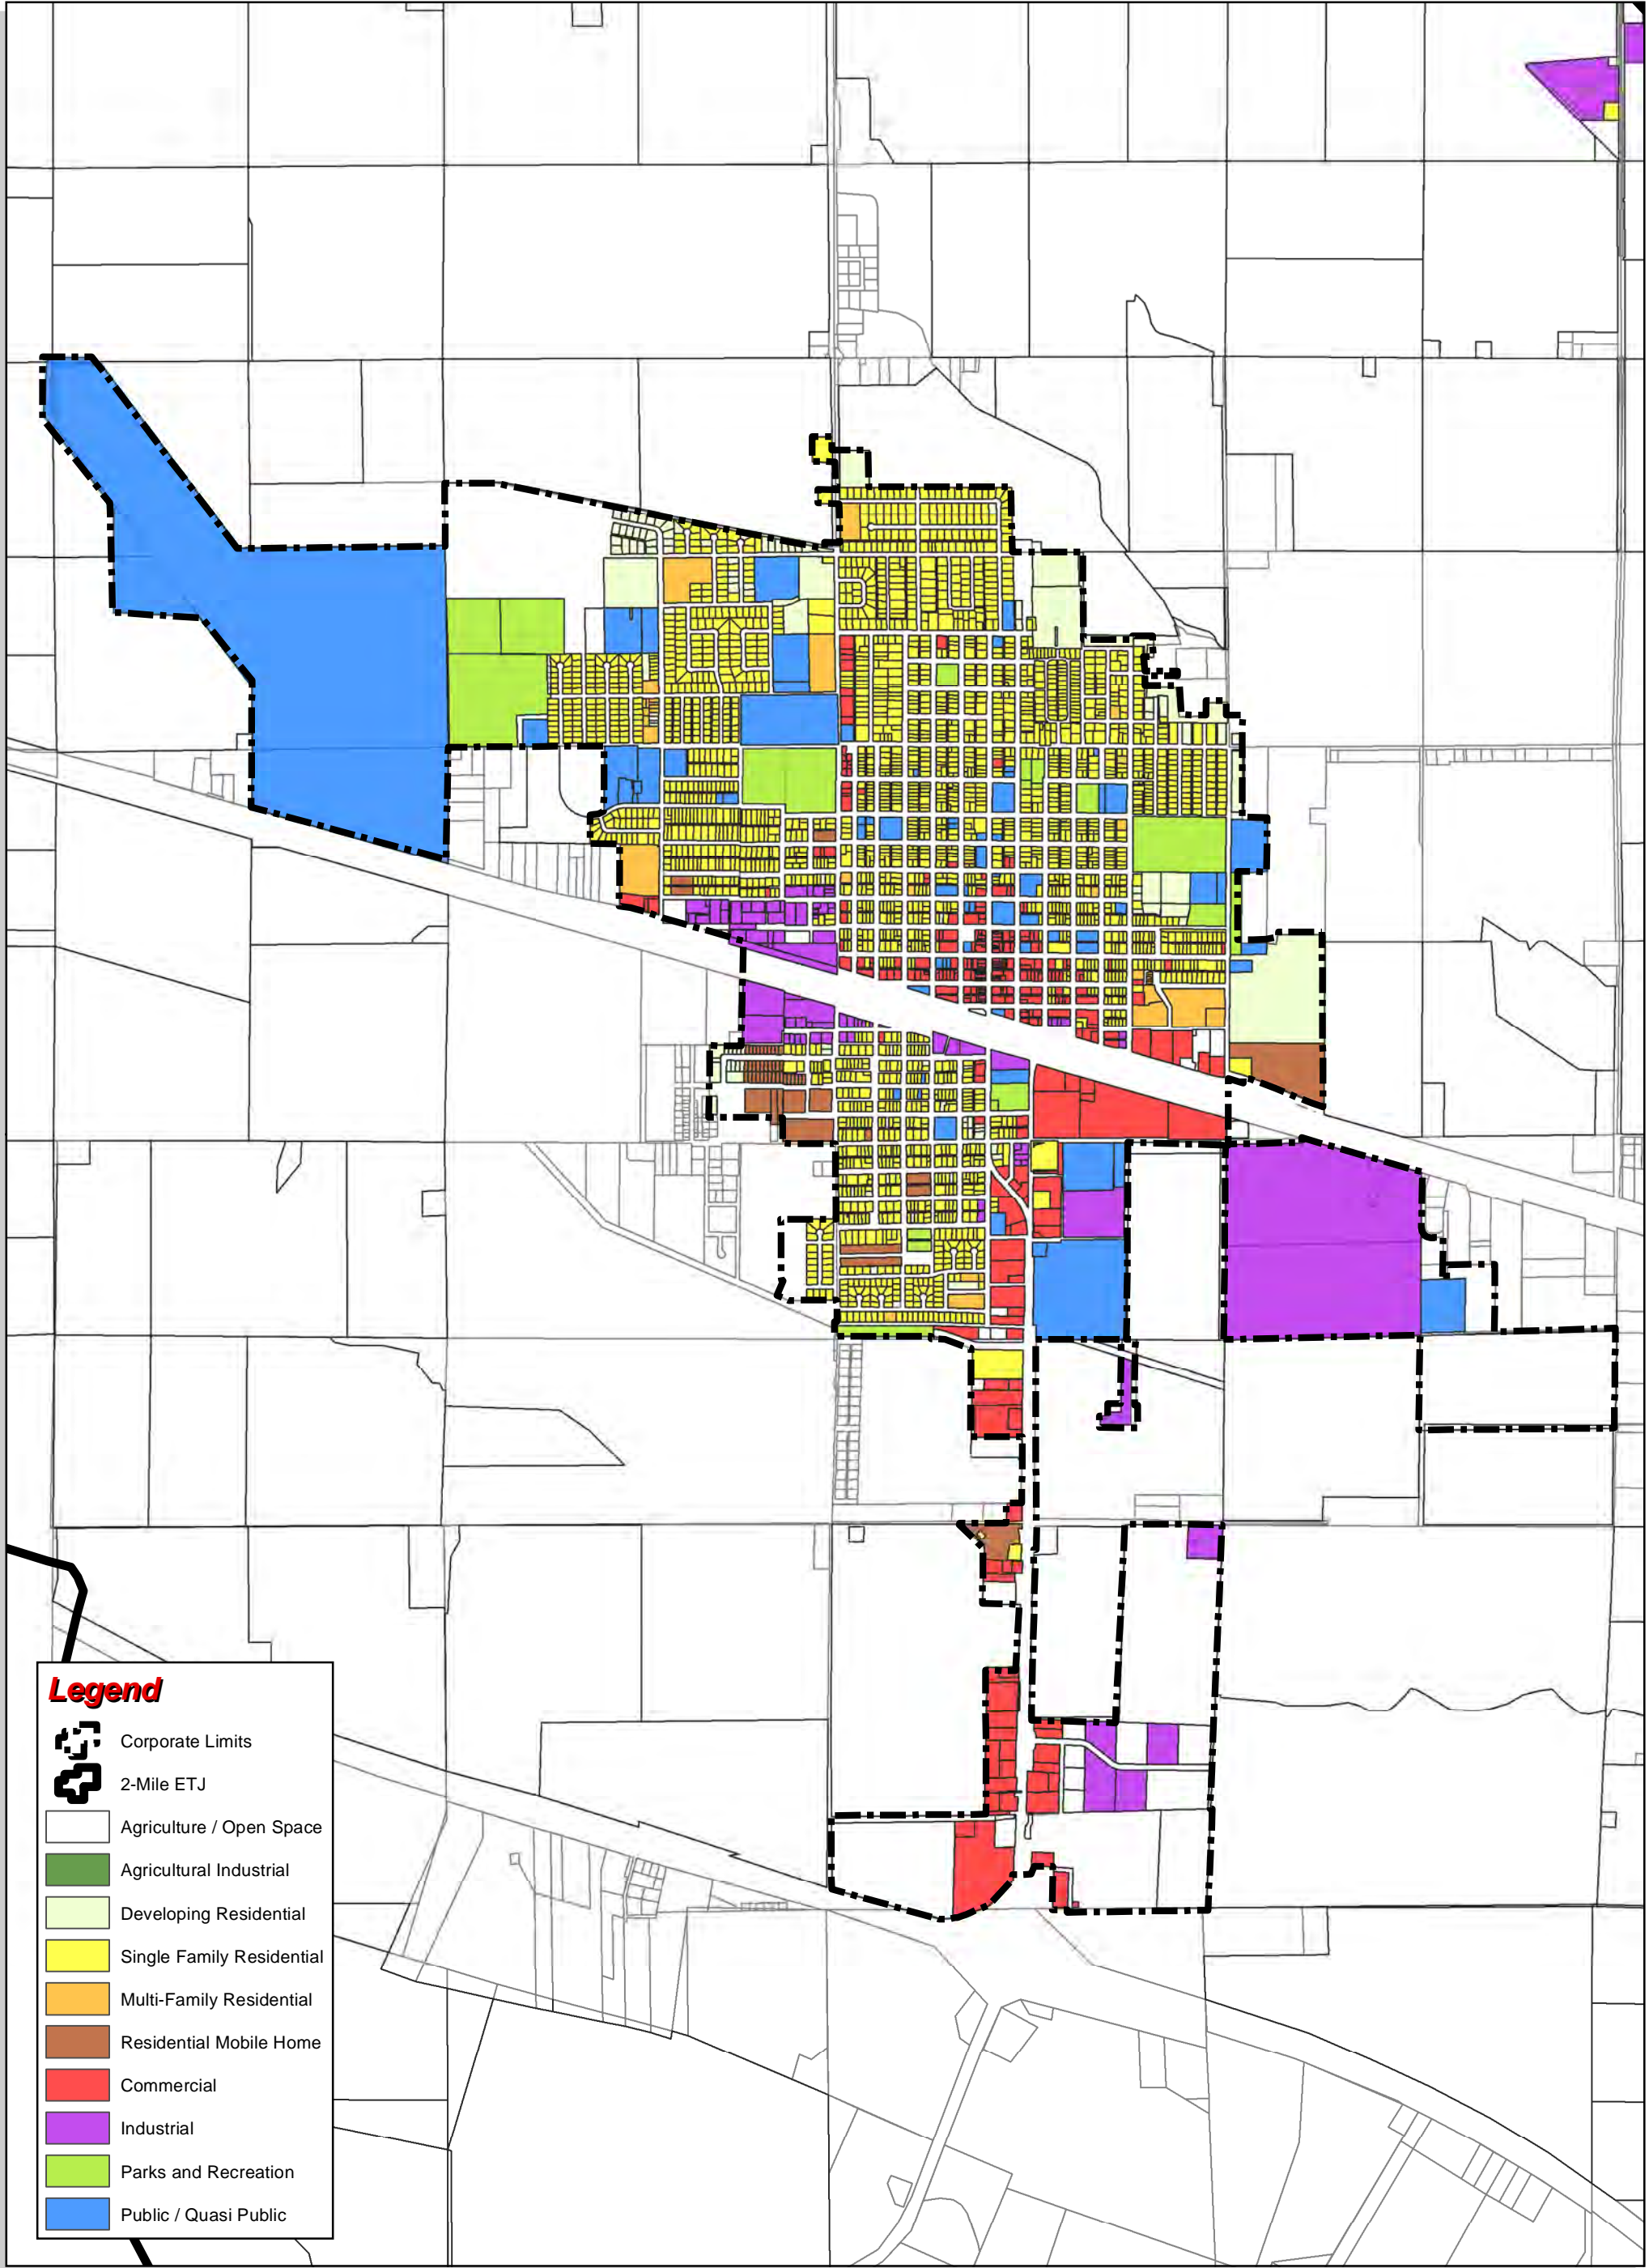 Legend
Corporate Limits
2-Mile ETJ
Agriculture / Open Space
Agricultural Industrial
Developing Residential
Single Family Residential
Multi-Family Residential
Residential Mobile Home
Commercial
Industrial
Parks and Recreation
Public / Quasi Public